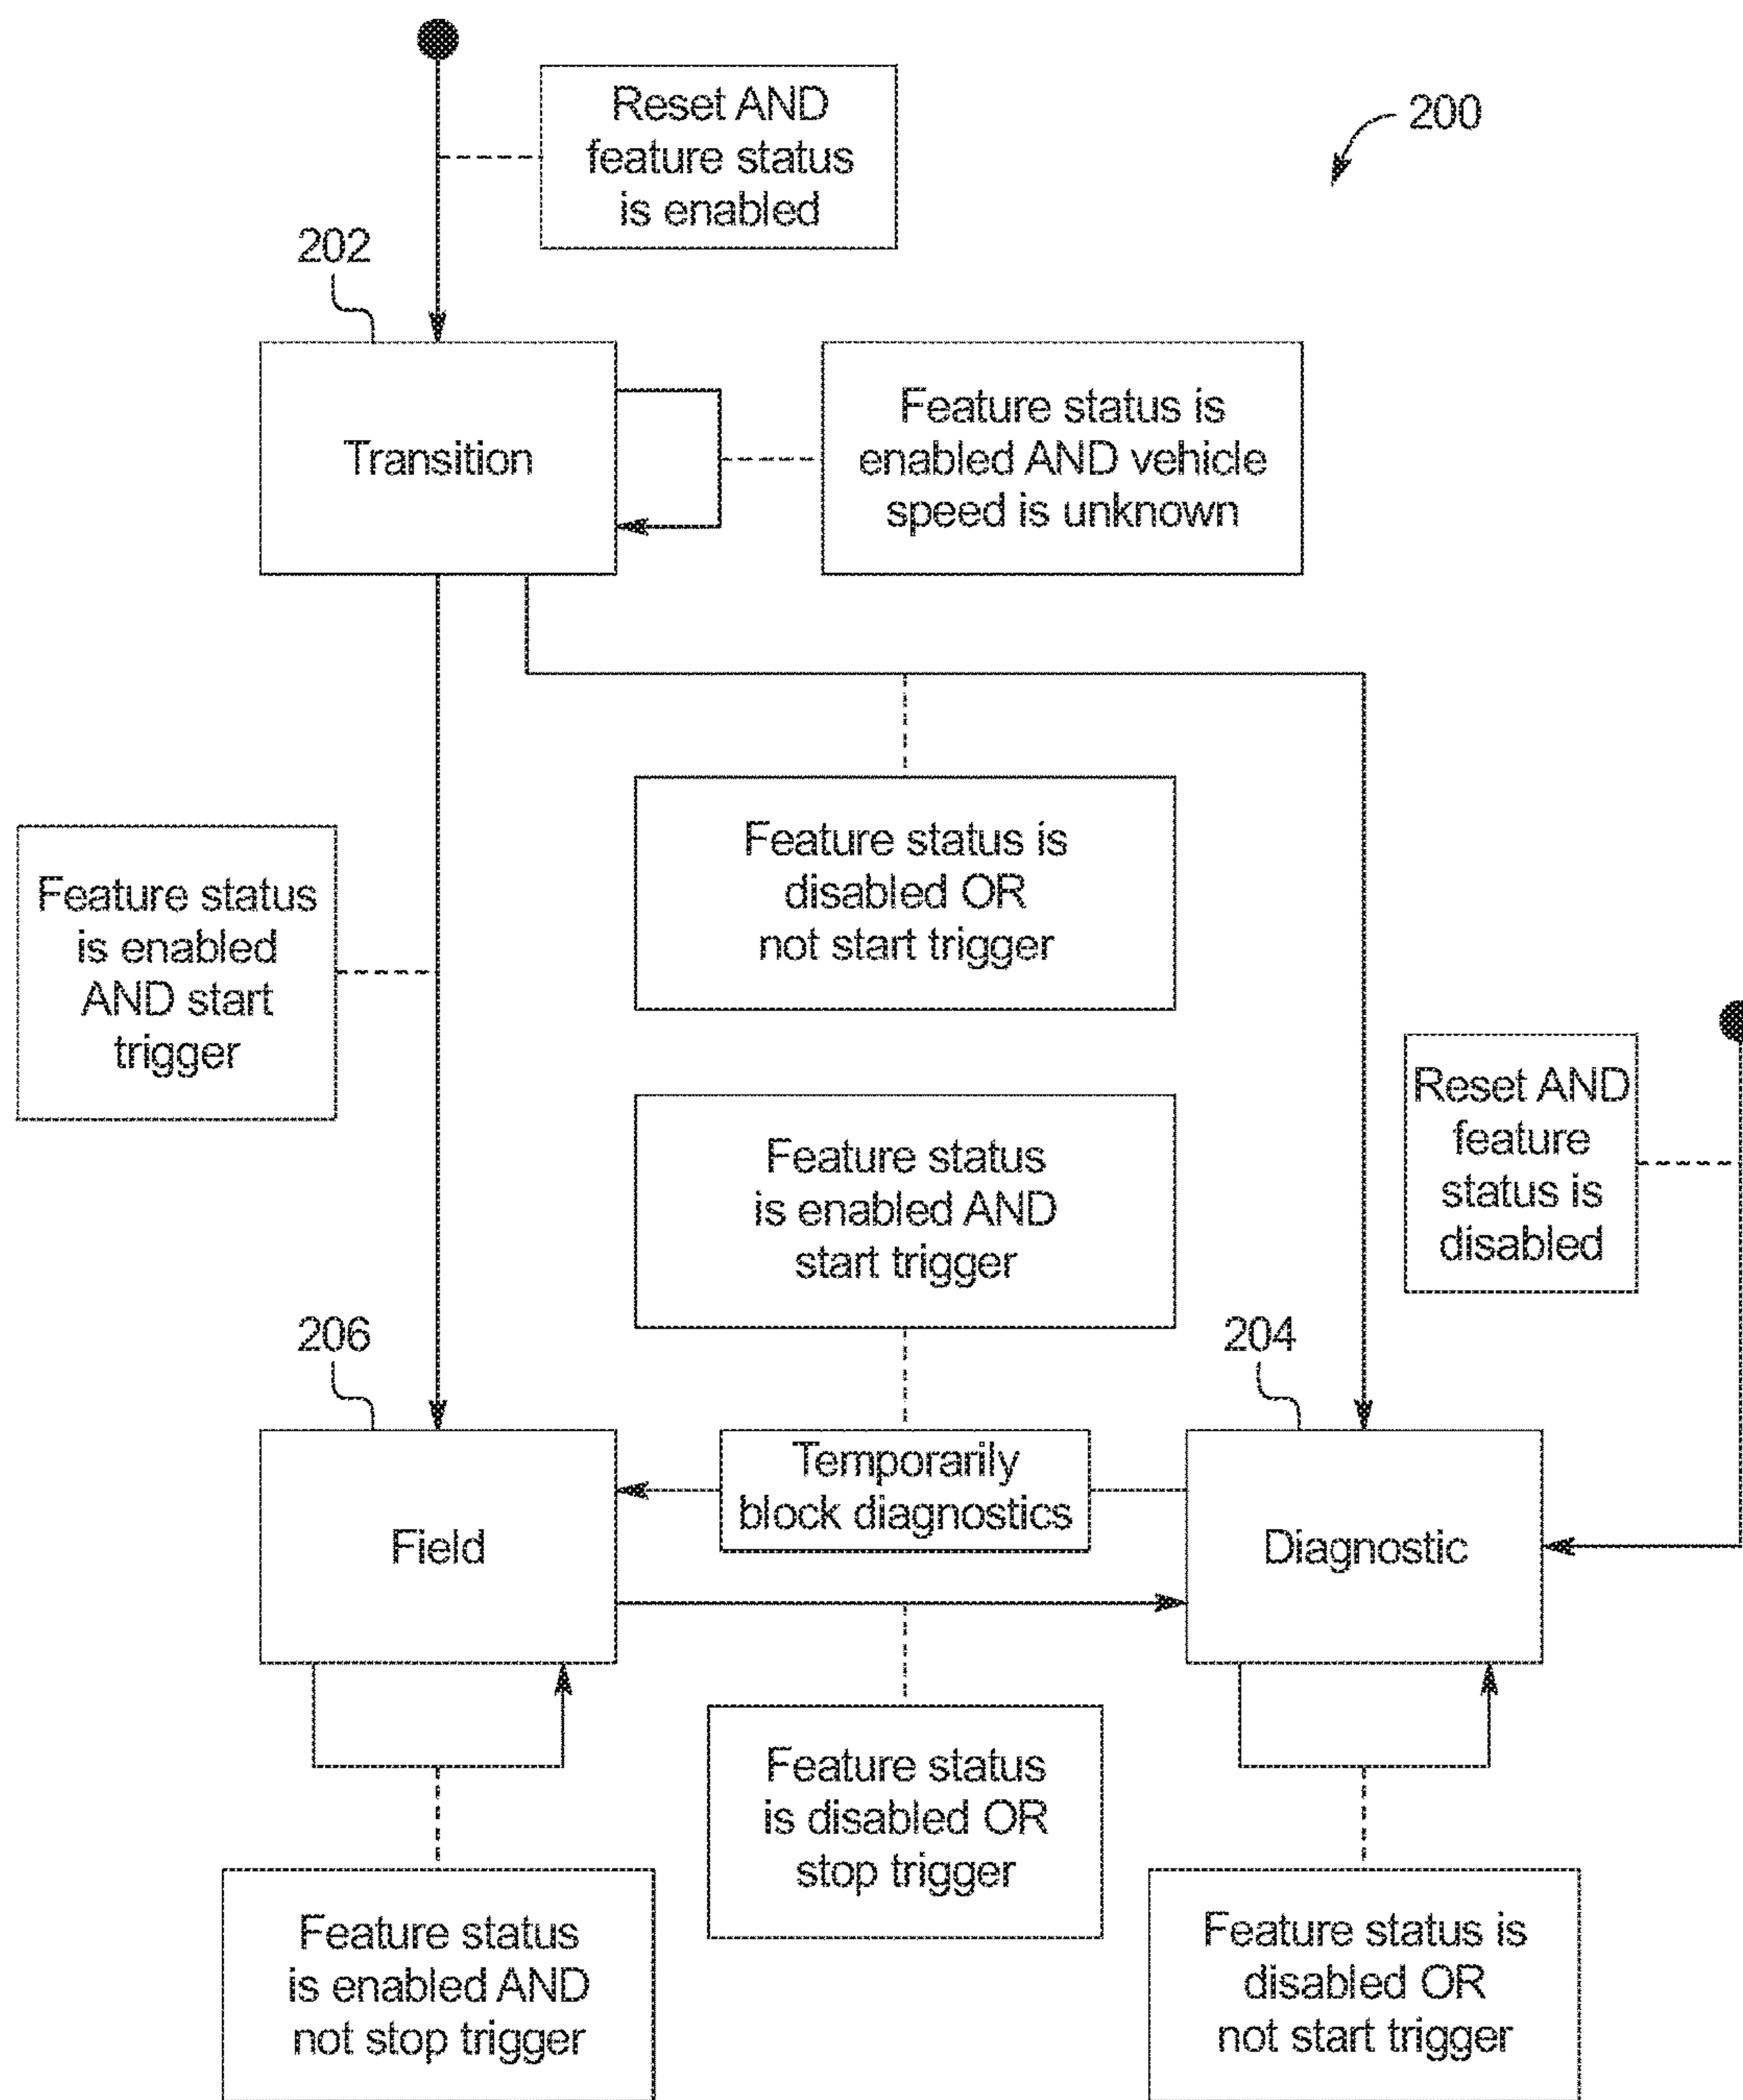 Reset AND
feature status
is enabled
200
202
Transition
Feature status is
enabled AND vehicle
speed is unknown
Feature status is
disabled OR
not start trigger
Feature status
is enabled
AND start
trigger
Reset AND
feature
status is
disabled
Feature status
is enabled AND
start trigger
206
204
Temporarily
block diagnostics
Field
Diagnostic
Feature status
is disabled OR
stop trigger
Feature status
is enabled AND
not stop trigger
Feature status is
disabled OR
not start trigger